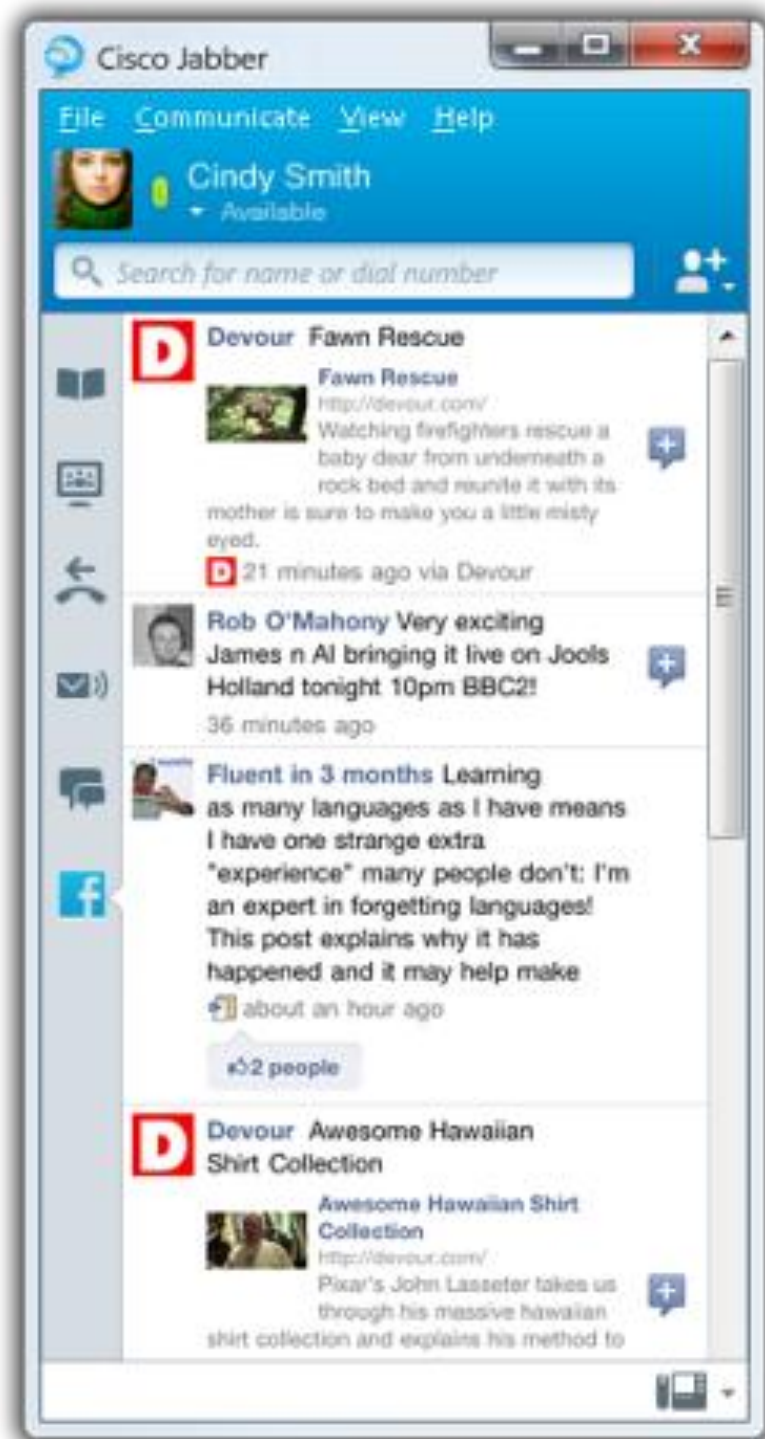 Cisco Jabber
File Communicate View Help
Cindy Smith
Available
Search for name or dial number
D
Devour Fawn Rescue
Fawn Rescue
http://devour.com/
Watching firefighters rescue a
baby dear from underneath a
rock bed and reunite it with its
mother is sure to make you a little misty
eyed.
D 21 minutes ago via Devour
Rob O'Mahony Very exciting
James n Al bringing it live on Jools
Holland tonight 10pm BBC2!
36 minutes ago
Fluent in 3 months Learning
as many languages as I have means
I have one strange extra
"experience" many people don't: I'm
an expert in forgetting languages!
This post explains why it has
happened and it may help make
about an hour ago
2 people
f
D
Devour Awesome Hawaiian
Shirt Collection
Awesome Hawaiian Shirt
Collection
http://devour.com/
Pixar's John Lasseter takes us
through his massive hawaiian
shirt collection and explains his method to